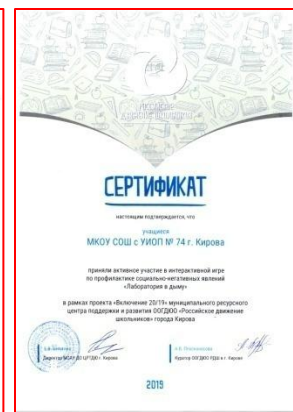 СЕРТИФИКАТ
настоящим подтверждается, что
учащиеся
МКОУ СОШ с УИОП № 74 г. Кирова
приняли активное участие в интерактивной игре
по профилактике социально-негативных явлений
«Лаборатория в дыму»
в рамках проекта «Включение 20/19» муниципального ресурсного
центра поддержки и развития ООГДЮО «Российское движение
школьников» города Кирова
2019